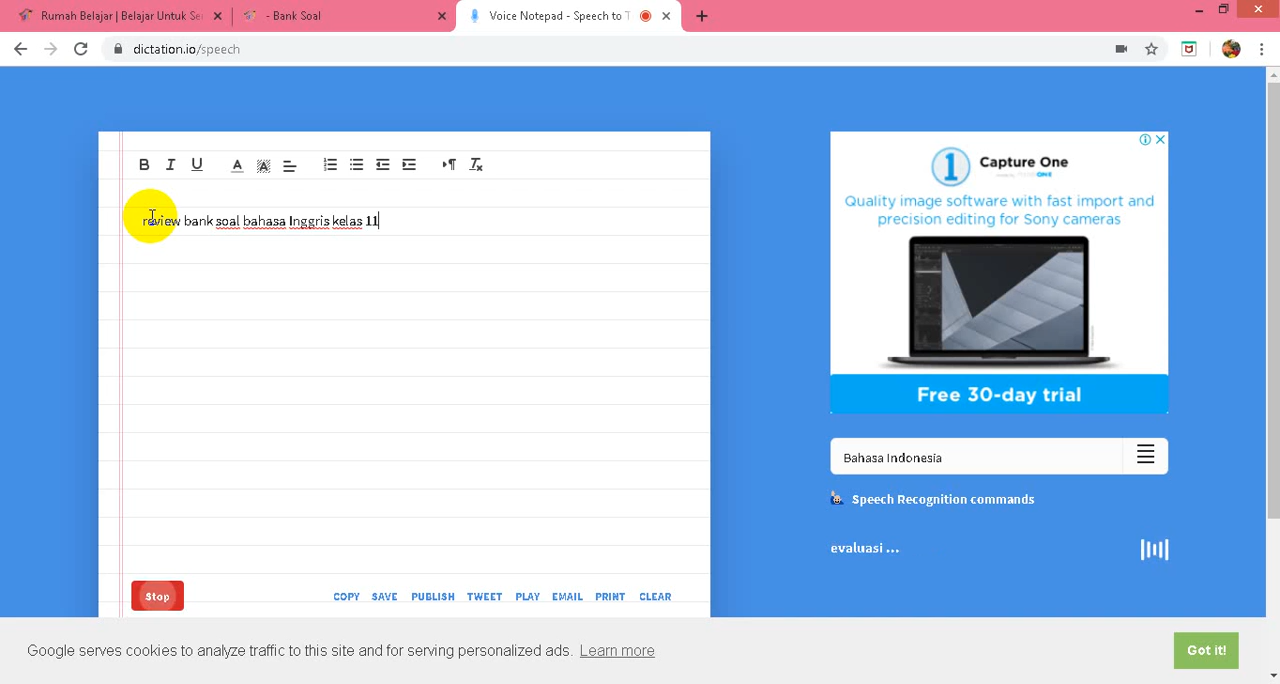 Rumah Belajar | Belajar Untuk Se
- Bank Soal
Voice Notepad - Speech to T
dictation.io/speech
B I U A A
review bank soal bahasa Inggris kelas 11
1 Capture One
Quality image software with fast import and
precision editing for Sony cameras
Free 30-day trial
Bahasa Indonesia
Speech Recognition commands
evaluasi ...
Stop
COPY SAVE PUBLISH TWEET PLAY EMAIL PRINT CLEAR
Google serves cookies to analyze traffic to this site and for serving personalized ads. Learn more
Got it!